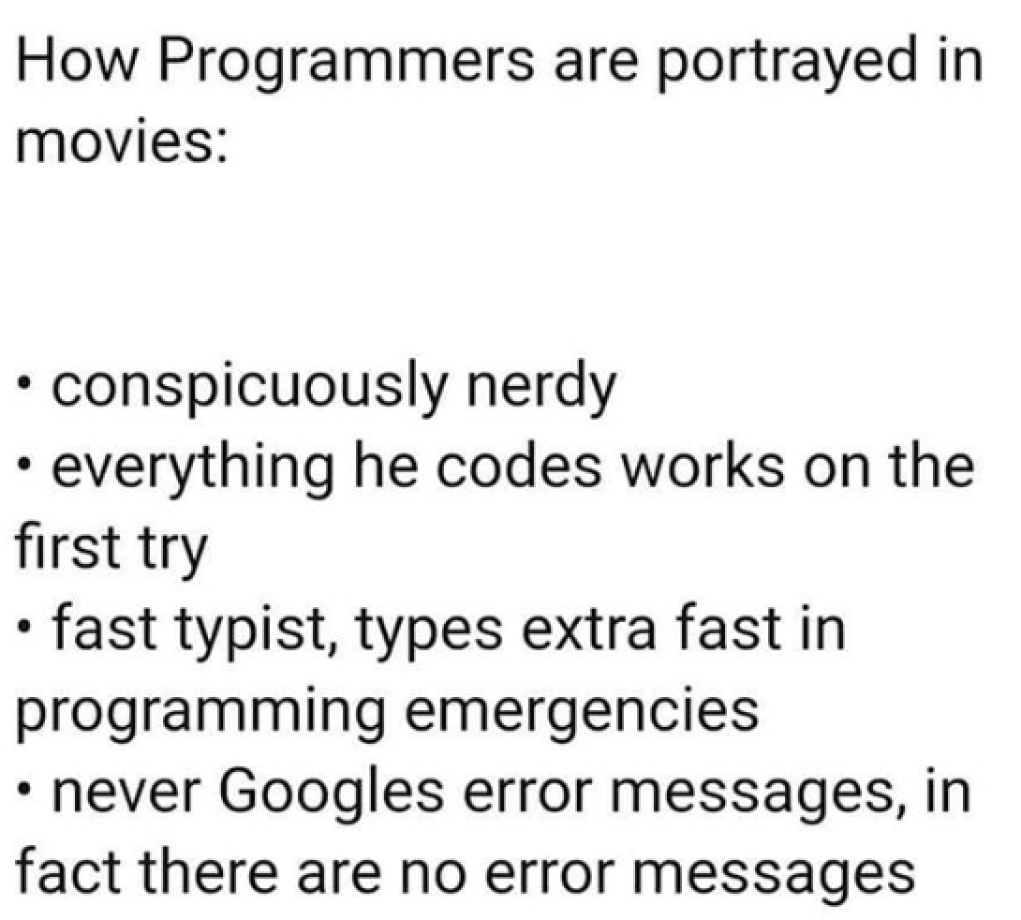 How Programmers are portrayed in
movies:
• conspicuously nerdy
• everything he codes works on the
first try
• fast typist, types extra fast in
programming emergencies
• never Googles error messages, in
fact there are no error messages